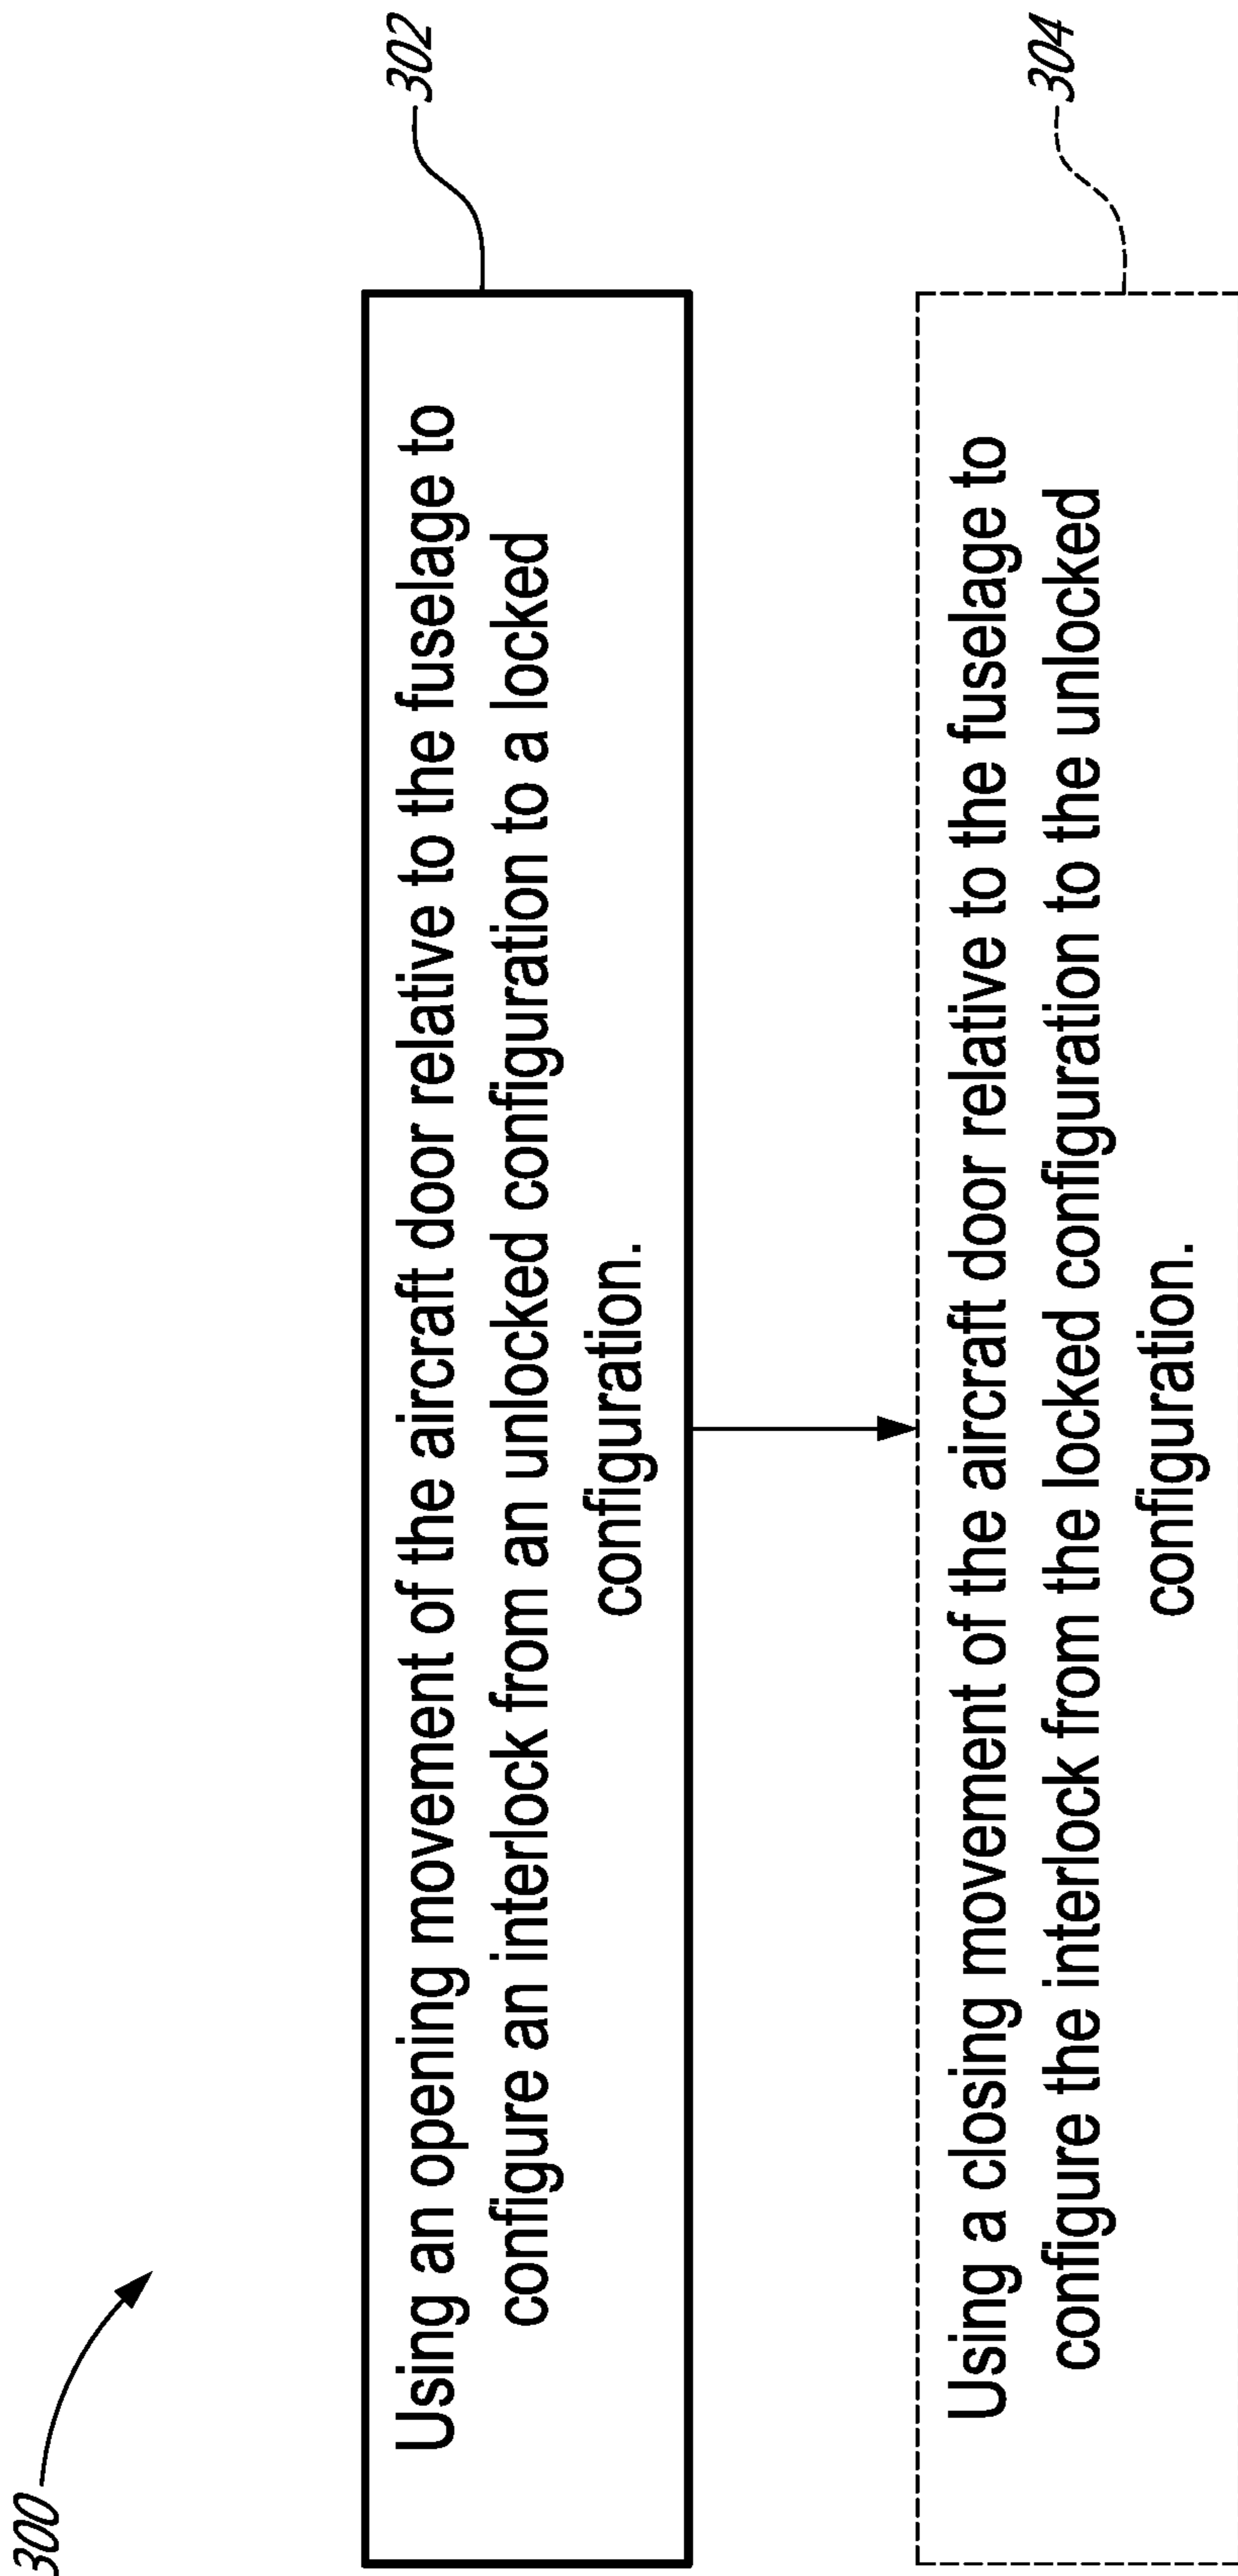 300
302
Using an opening movement of the aircraft door relative to the fuselage to
configure an interlock from an unlocked configuration to a locked
configuration.
304
Using a closing movement of the aircraft door relative to the fuselage to
configure the interlock from the locked configuration to the unlocked
configuration.